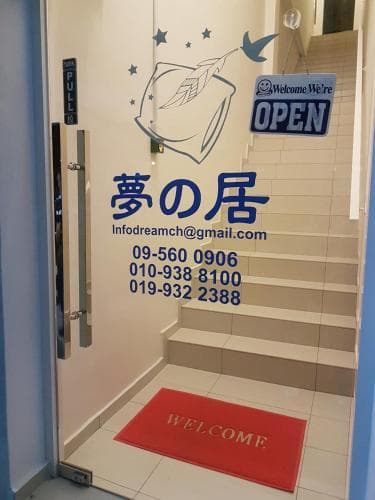 PULL
Welcome, We're
OPEN
夢の居
Infodreamch@gmail.com
09-560 0906
010-938 8100
019-932 2388
WELCOME